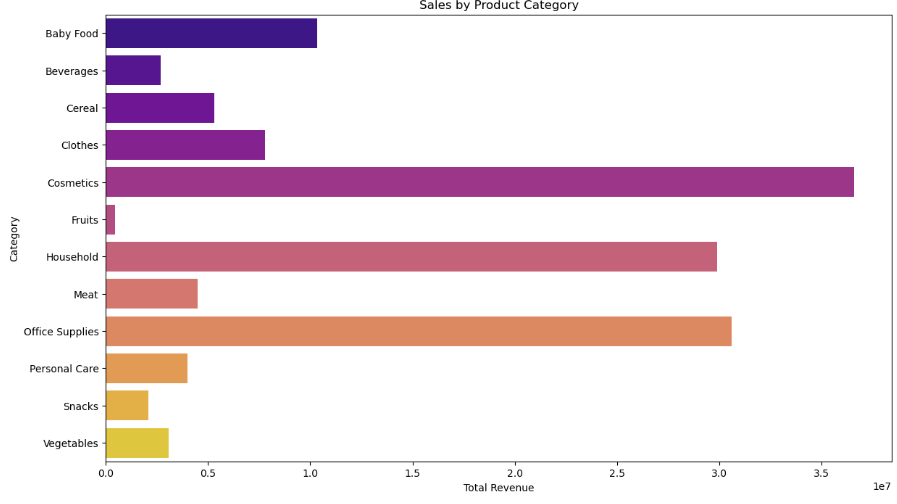 Sales by Product Category
Category
Baby Food
Beverages
Cereal
Clothes
Cosmetics
Fruits
Household
Meat
Office Supplies
Personal Care
Snacks
Vegetables
0.0 0.5 1.0 1.5 2.0 2.5 3.0 3.5
1e7
Total Revenue